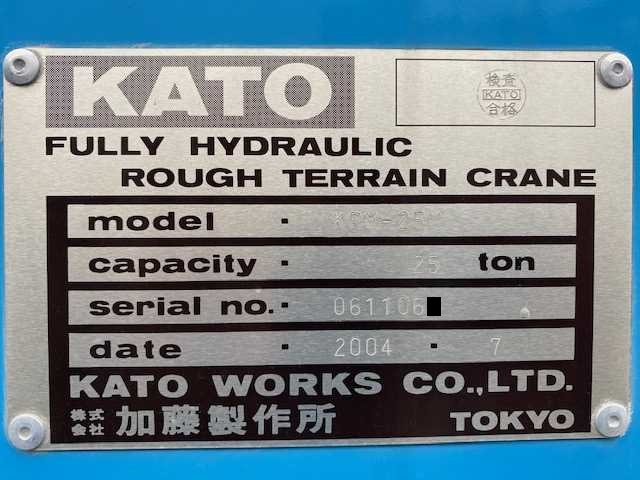 KATO
検査
KATO
合格
FULLY HYDRAULIC
ROUGH TERRAIN CRANE
model ・
capacity ・ 25 ton
serial no.・ 061106
date ・ 2004 ・ 7
KATO WORKS CO.,LTD.
株式会社 加藤製作所 TOKYO